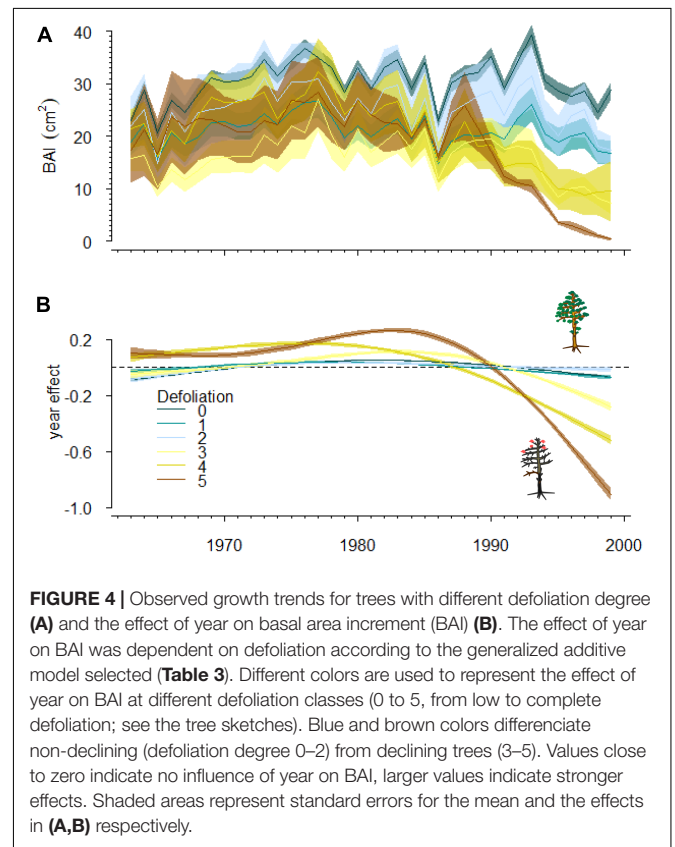 A
40
30
20
10
0
BAI (cm²)
B
0.2
-0.2
-0.6
-1.0
year effect
Defoliation
0
1
2
3
4
5
1970 1980 1990 2000
FIGURE 4 | Observed growth trends for trees with different defoliation degree
(A) and the effect of year on basal area increment (BAI) (B). The effect of year
on BAI was dependent on defoliation according to the generalized additive
model selected (Table 3). Different colors are used to represent the effect of
year on BAI at different defoliation classes (0 to 5, from low to complete
defoliation; see the tree sketches). Blue and brown colors differenciate
non-declining (defoliation degree 0–2) from declining trees (3–5). Values close
to zero indicate no influence of year on BAI, larger values indicate stronger
effects. Shaded areas represent standard errors for the mean and the effects
in (A,B) respectively.